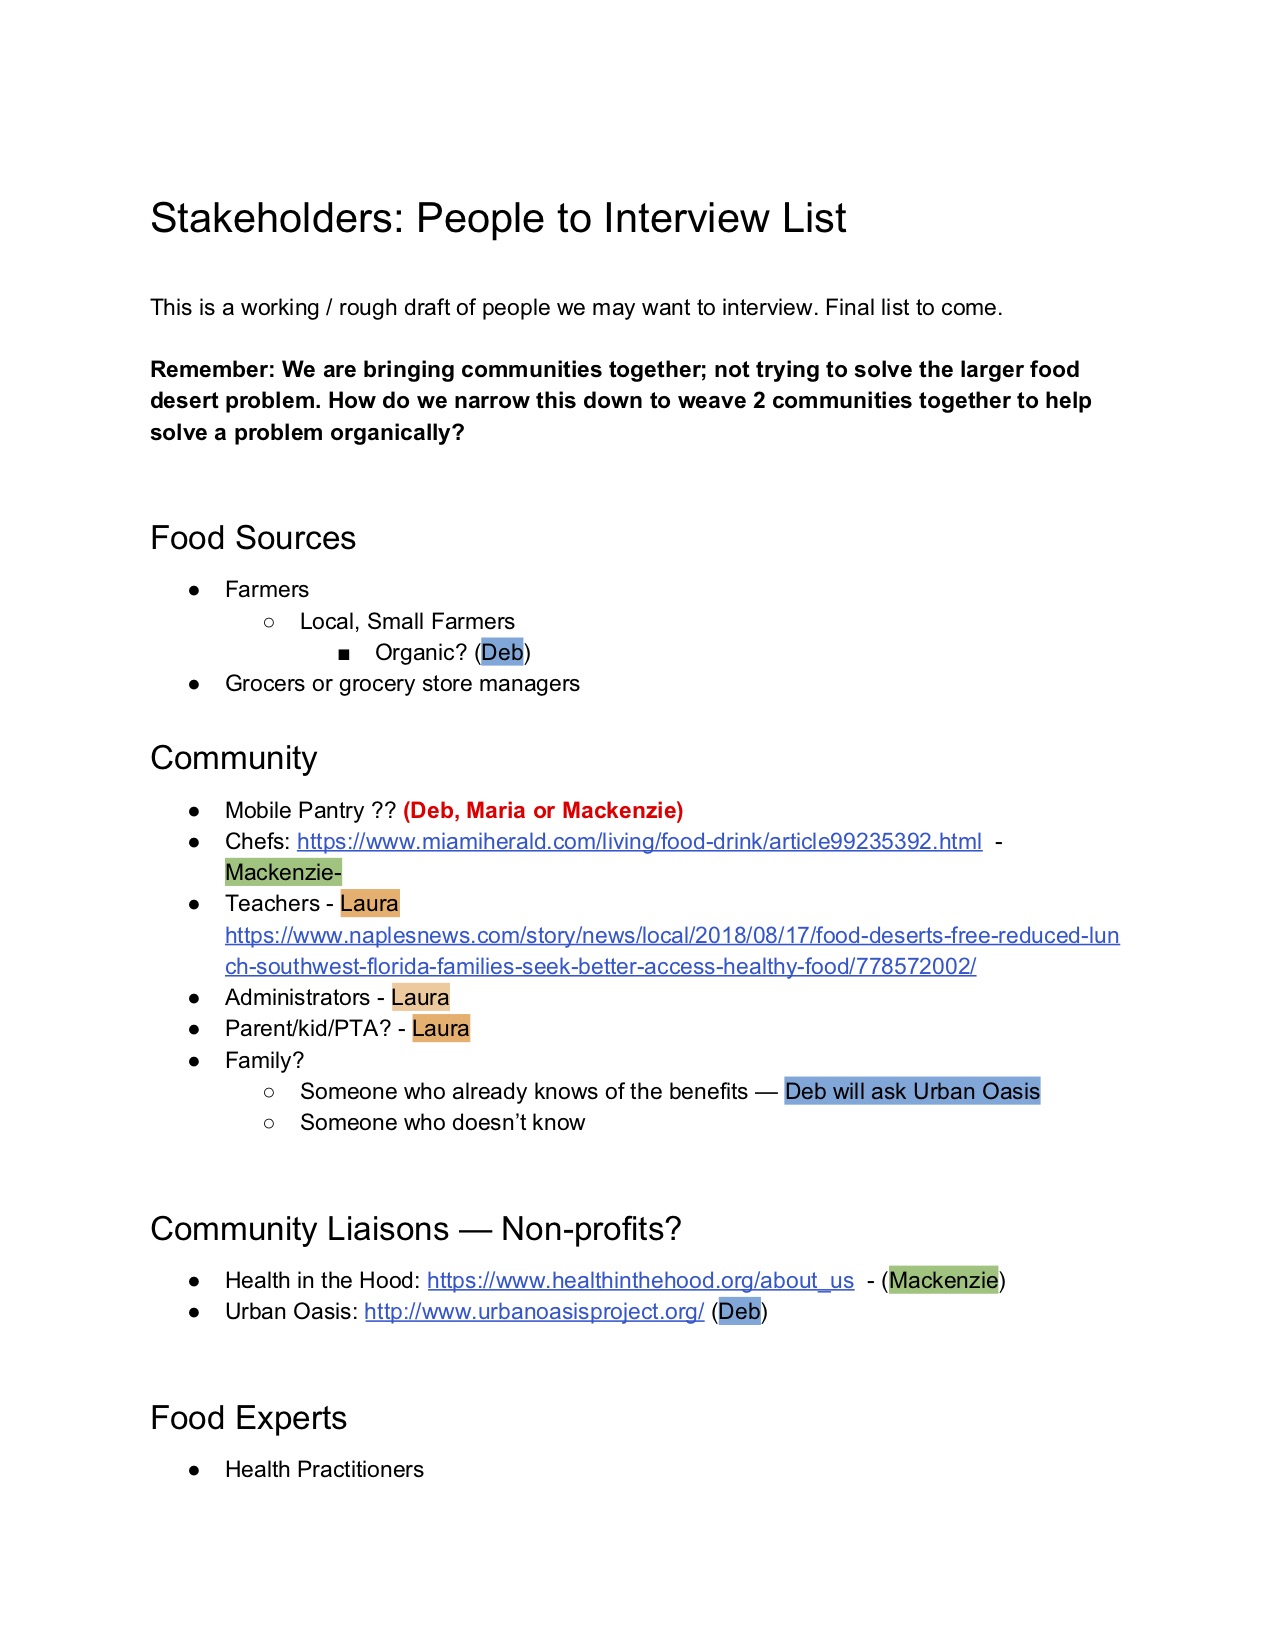 Stakeholders: People to Interview List
This is a working / rough draft of people we may want to interview. Final list to come.
Remember: We are bringing communities together; not trying to solve the larger food
desert problem. How do we narrow this down to weave 2 communities together to help
solve a problem organically?
Food Sources
● Farmers
○ Local, Small Farmers
■ Organic? (Deb)
● Grocers or grocery store managers
Community
● Mobile Pantry ?? (Deb, Maria or Mackenzie)
● Chefs: https://www.miamiherald.com/living/food-drink/article99235392.html -
Mackenzie-
● Teachers - Laura
https://www.naplesnews.com/story/news/local/2018/08/17/food-deserts-free-reduced-lun
ch-southwest-florida-families-seek-better-access-healthy-food/778572002/
● Administrators - Laura
● Parent/kid/PTA? - Laura
● Family?
○ Someone who already knows of the benefits — Deb will ask Urban Oasis
○ Someone who doesn’t know
Community Liaisons — Non-profits?
● Health in the Hood: https://www.healthinthehood.org/about_us - (Mackenzie)
● Urban Oasis: http://www.urbanoasisproject.org/ (Deb)
Food Experts
● Health Practitioners